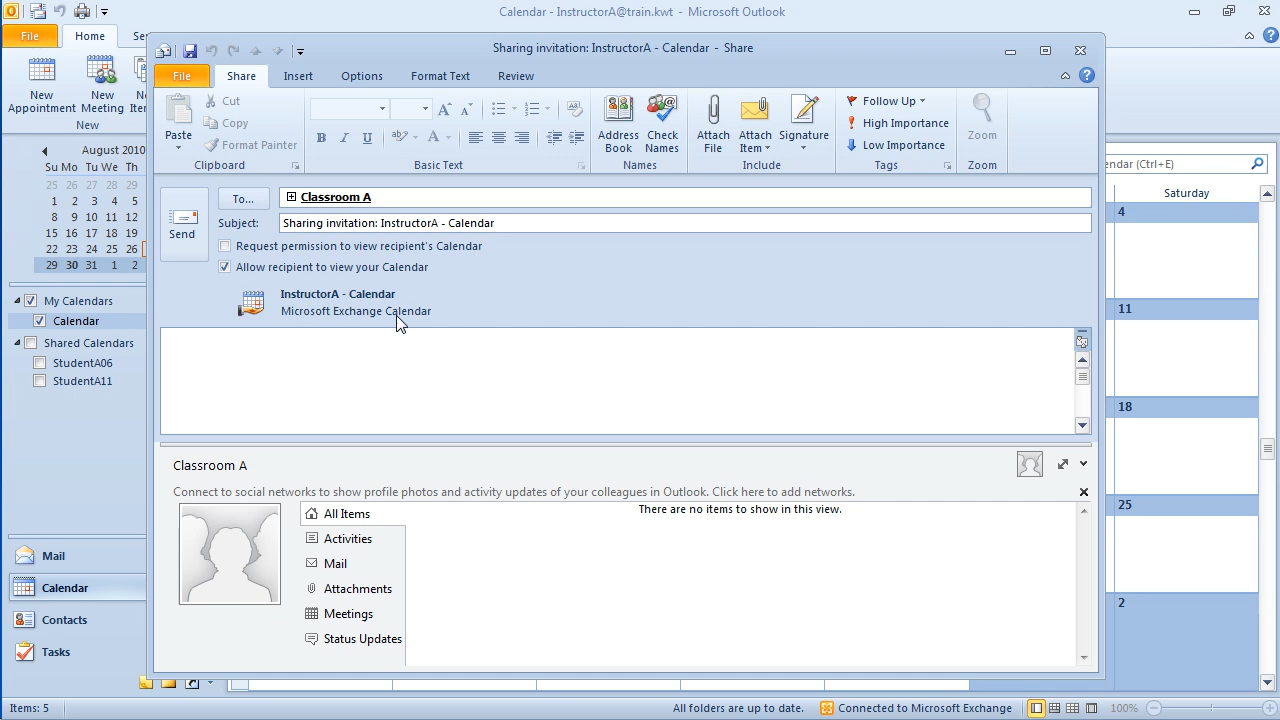 Calendar - InstructorA@train.kwt - Microsoft Outlook
File
Home
Se
New Appointment
New Meeting
New
Sharing invitation: InstructorA - Calendar - Share
File
Share
Insert
Options
Format Text
Review
Paste
Cut
Copy
Format Painter
Clipboard
B
I
U
Basic Text
Address Book
Check Names
Names
Attach File
Attach Item
Signature
Include
Follow Up
High Importance
Low Importance
Tags
Zoom
Zoom
August 2010
Su Mo Tu We Th
25 26 27 28 29
1 2 3 4 5
8 9 10 11 12
15 16 17 18 19
22 23 24 25 26
29 30 31 1 2
My Calendars
Calendar
Shared Calendars
StudentA06
StudentA11
Mail
Calendar
Contacts
Tasks
Send
To...
Classroom A
Subject:
Sharing invitation: InstructorA - Calendar
Request permission to view recipient's Calendar
Allow recipient to view your Calendar
InstructorA - Calendar
Microsoft Exchange Calendar
Classroom A
Connect to social networks to show profile photos and activity updates of your colleagues in Outlook. Click here to add networks.
All Items
Activities
Mail
Attachments
Meetings
Status Updates
There are no items to show in this view.
endar (Ctrl+E)
Saturday
4
11
18
25
2
Items: 5
All folders are up to date.
Connected to Microsoft Exchange
100%